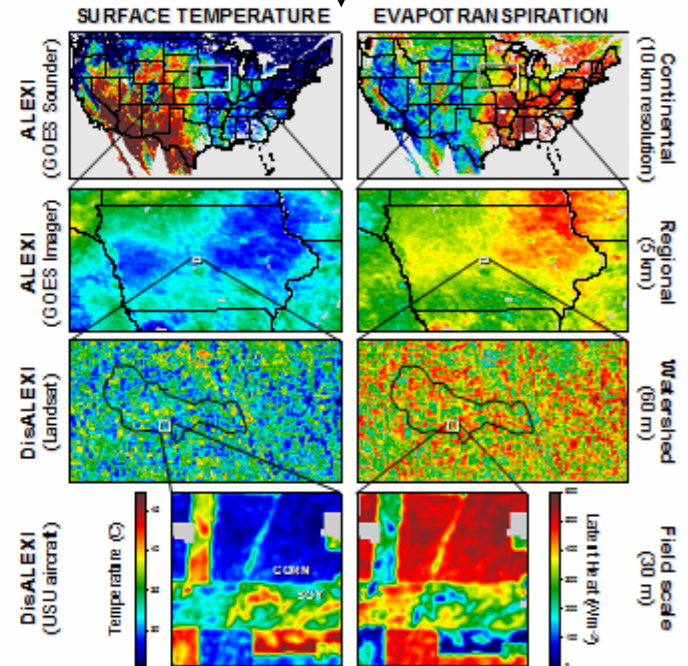 SURFACE TEMPERATURE
EVAPOTRANSPIRATION
ALEXI
(GOES Sounder)
Continental
(10 km resolution)
ALEXI
(GOES Imager)
Regional
(5 km)
DisALEXI
(landsat)
Watershed
(60 m)
DisALEXI
(USU aircraft)
Temperature (C)
CORN
SOY
Latent Heat (Wm-2)
Field scale
(30 m)